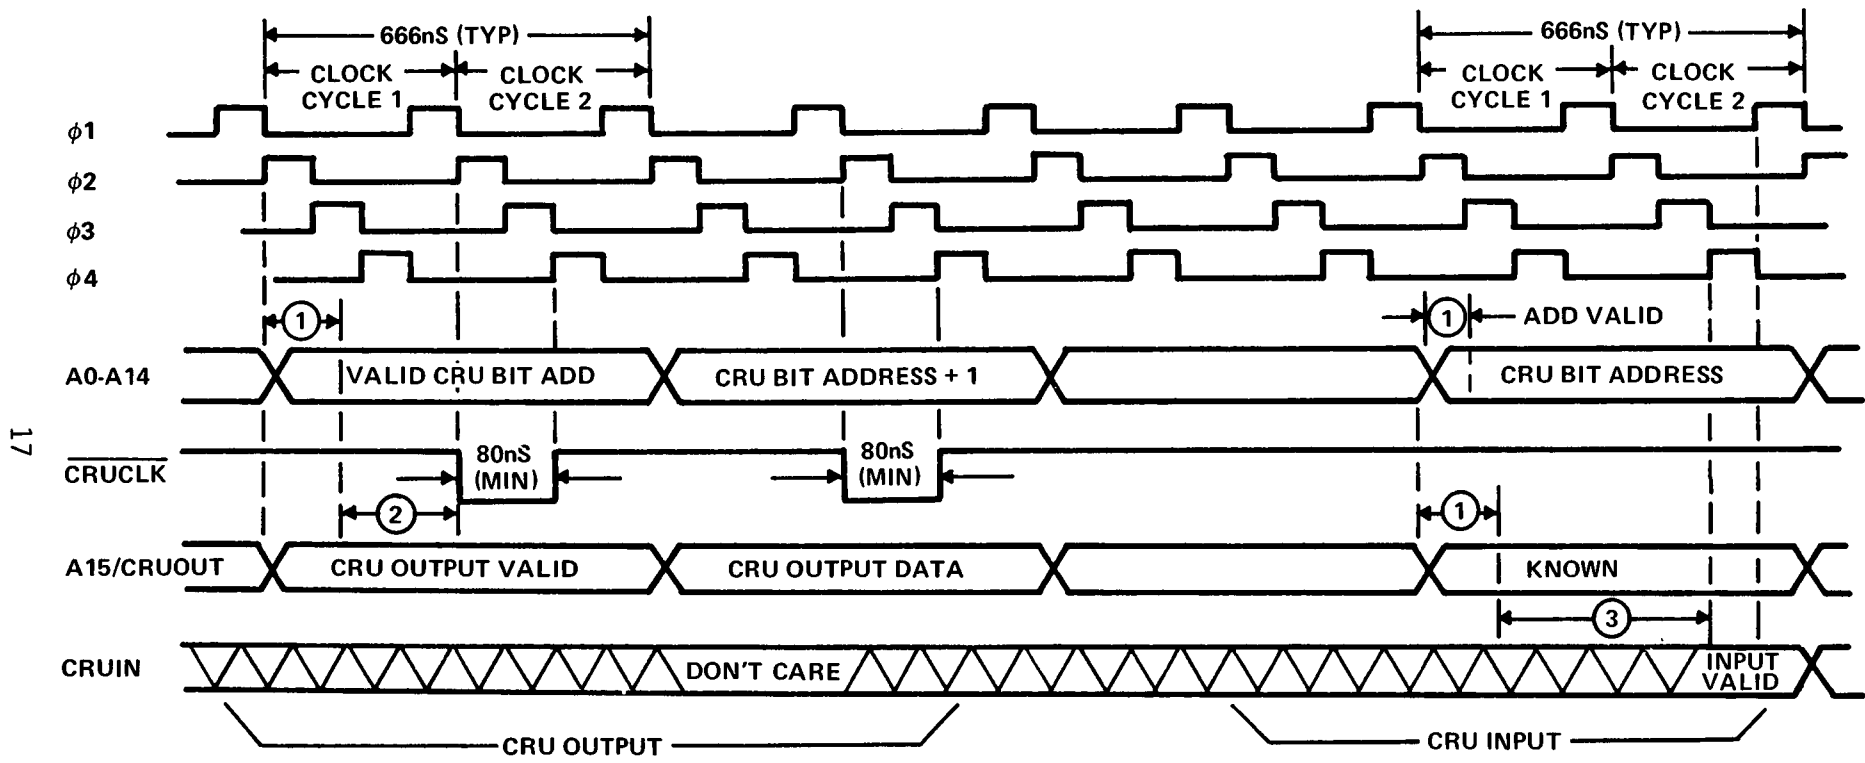 666nS (TYP)
666nS (TYP)
CLOCK CYCLE 1
CLOCK CYCLE 2
CLOCK CYCLE 1
CLOCK CYCLE 2
ϕ1
ϕ2
ϕ3
ϕ4
1
1
ADD VALID
A0-A14
VALID CRU BIT ADD
CRU BIT ADDRESS + 1
CRU BIT ADDRESS
17
CRUCLK
80nS (MIN)
80nS (MIN)
2
1
A15/CRUOUT
CRU OUTPUT VALID
CRU OUTPUT DATA
KNOWN
3
CRUIN
DON'T CARE
INPUT VALID
CRU OUTPUT
CRU INPUT